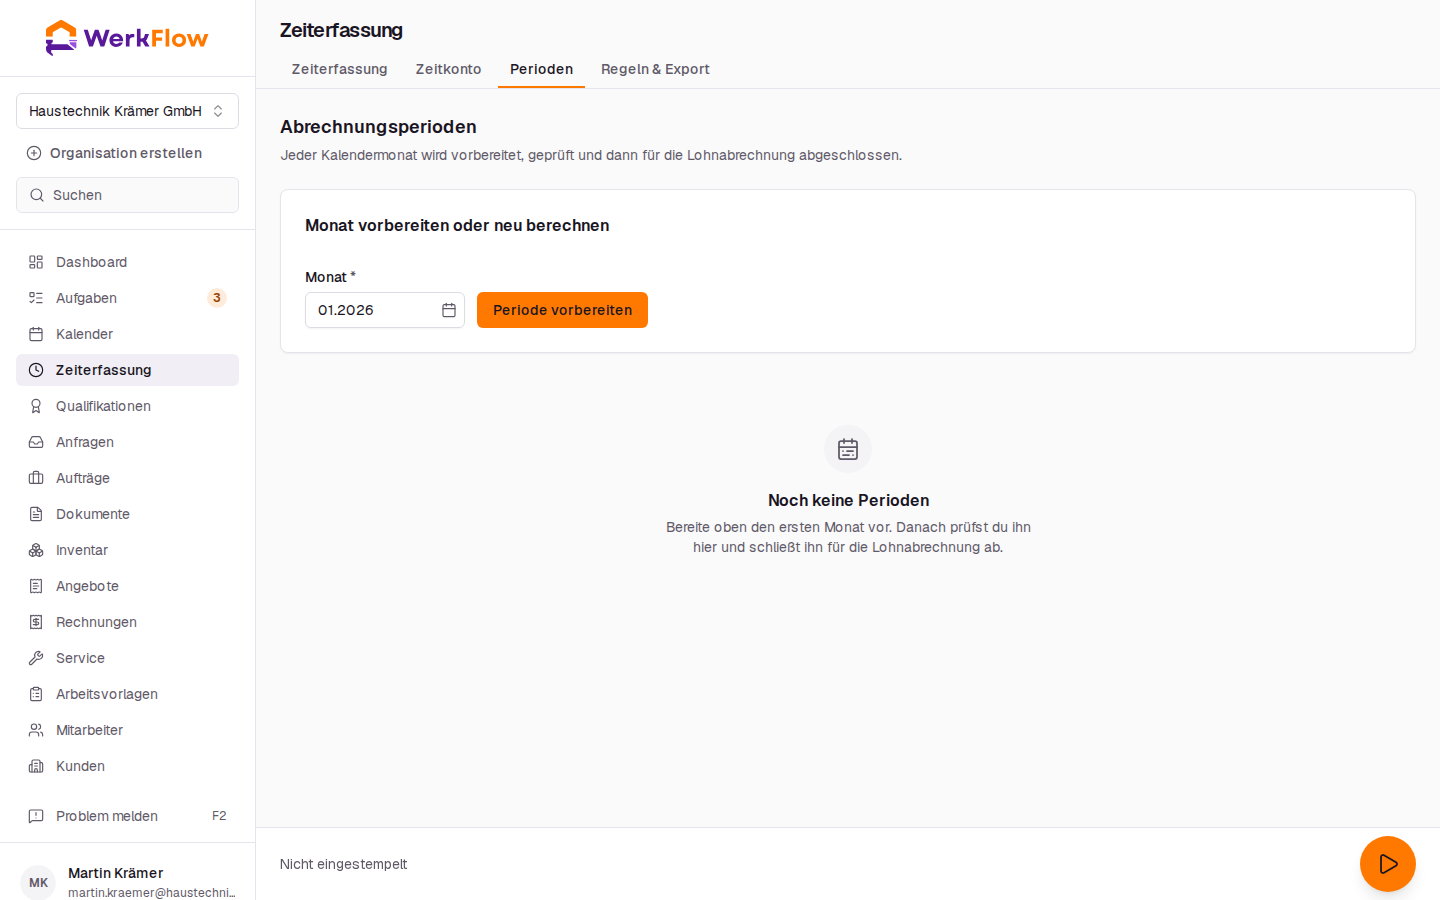 WerkFlow
Haustechnik Krämer GmbH
Organisation erstellen
Suchen
Dashboard
Aufgaben 3
Kalender
Zeiterfassung
Qualifikationen
Anfragen
Aufträge
Dokumente
Inventar
Angebote
Rechnungen
Service
Arbeitsvorlagen
Mitarbeiter
Kunden
Problem melden F2
MK
Martin Krämer
martin.kraemer@haustechni...
Zeiterfassung
Zeiterfassung Zeitkonto Perioden Regeln & Export
Abrechnungsperioden
Jeder Kalendermonat wird vorbereitet, geprüft und dann für die Lohnabrechnung abgeschlossen.
Monat vorbereiten oder neu berechnen
Monat *
01.2026 Periode vorbereiten
Noch keine Perioden
Bereite oben den ersten Monat vor. Danach prüfst du ihn
hier und schließt ihn für die Lohnabrechnung ab.
Nicht eingestempelt